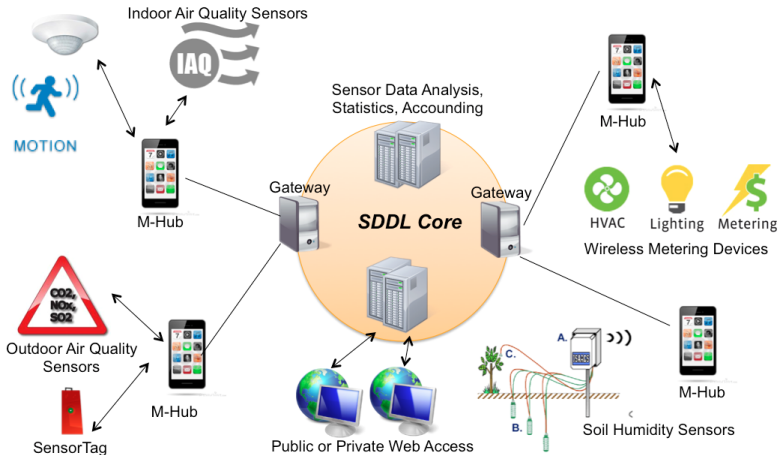 Indoor Air Quality Sensors
IAQ
MOTION
M-Hub
Sensor Data Analysis,
Statistics, Accounding
Gateway
SDDL Core
Gateway
M-Hub
HVAC
Lighting
Metering
Wireless Metering Devices
CO2,
NOx,
SO2
Outdoor Air Quality
Sensors
SensorTag
M-Hub
Public or Private Web Access
A.
C.
B.
Soil Humidity Sensors
M-Hub